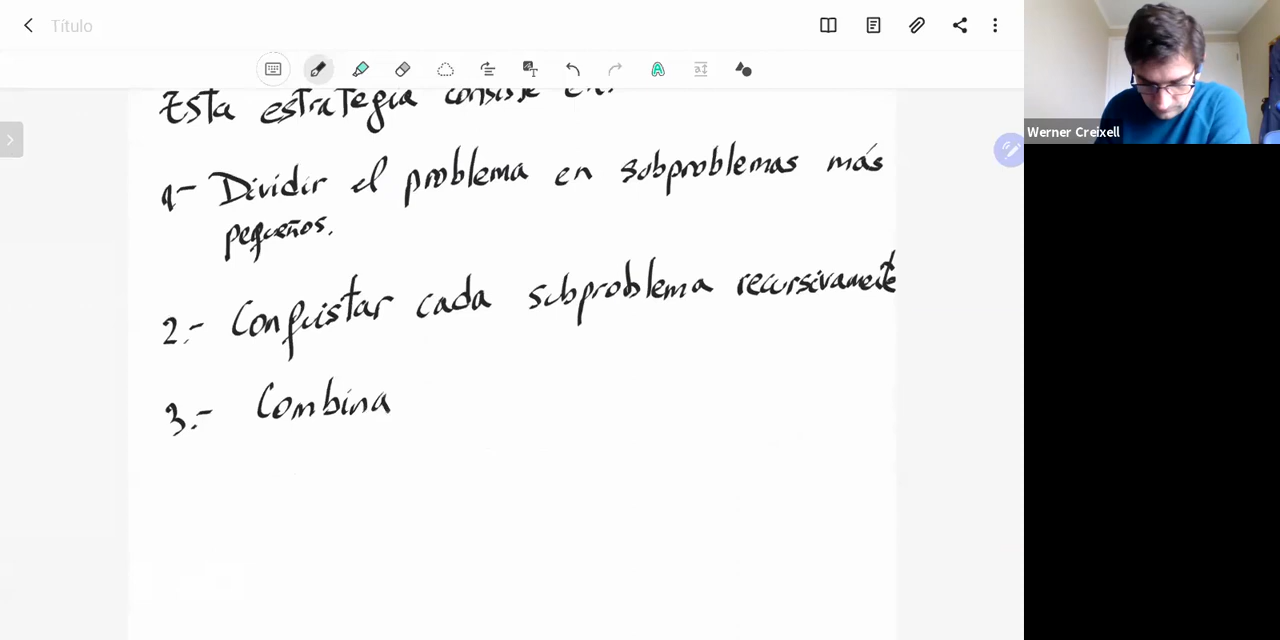 Título
Esta estrategia consiste en:
1- Dividir el problema en subproblemas más
pequeños.
2.- Conquistar cada subproblema recursivamente
3.- Combina
Werner Creixell